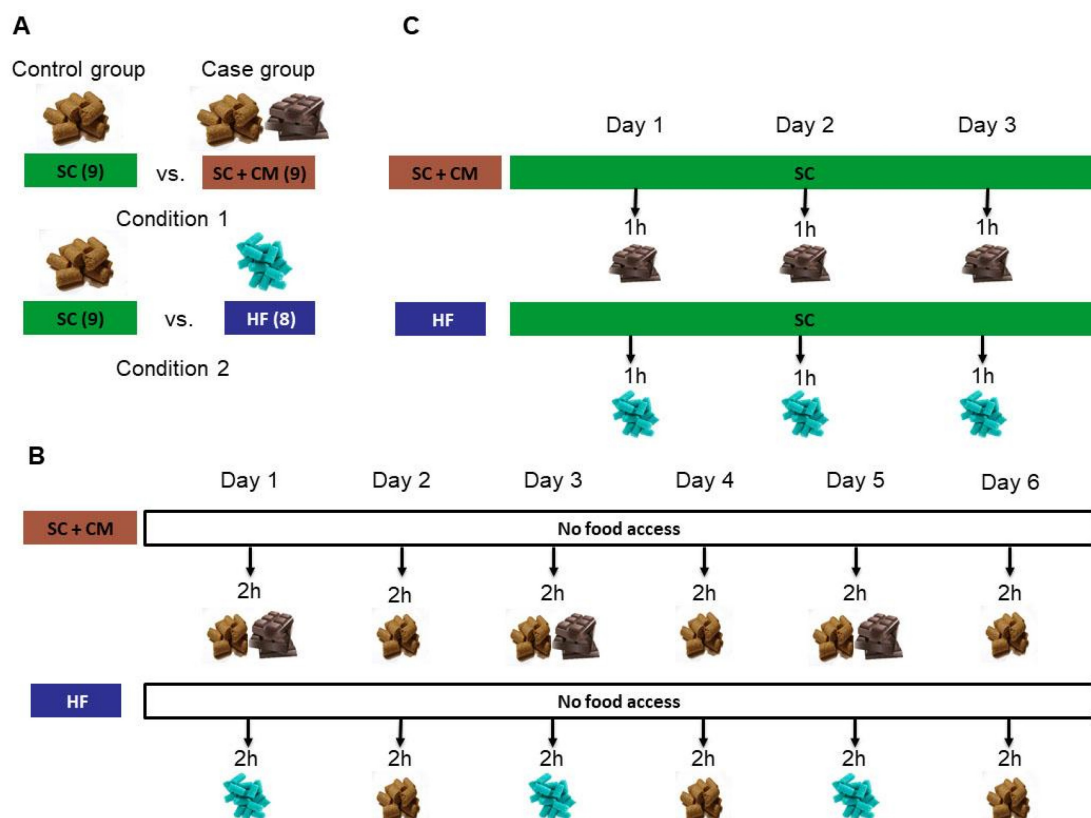 A
Control group Case group
SC (9) vs. SC + CM (9)
Condition 1
SC (9) vs. HF (8)
Condition 2
C
Day 1 Day 2 Day 3
SC + CM SC
1h 1h 1h
HF SC
1h 1h 1h
B
Day 1 Day 2 Day 3 Day 4 Day 5 Day 6
SC + CM No food access
2h 2h 2h 2h 2h 2h
HF No food access
2h 2h 2h 2h 2h 2h